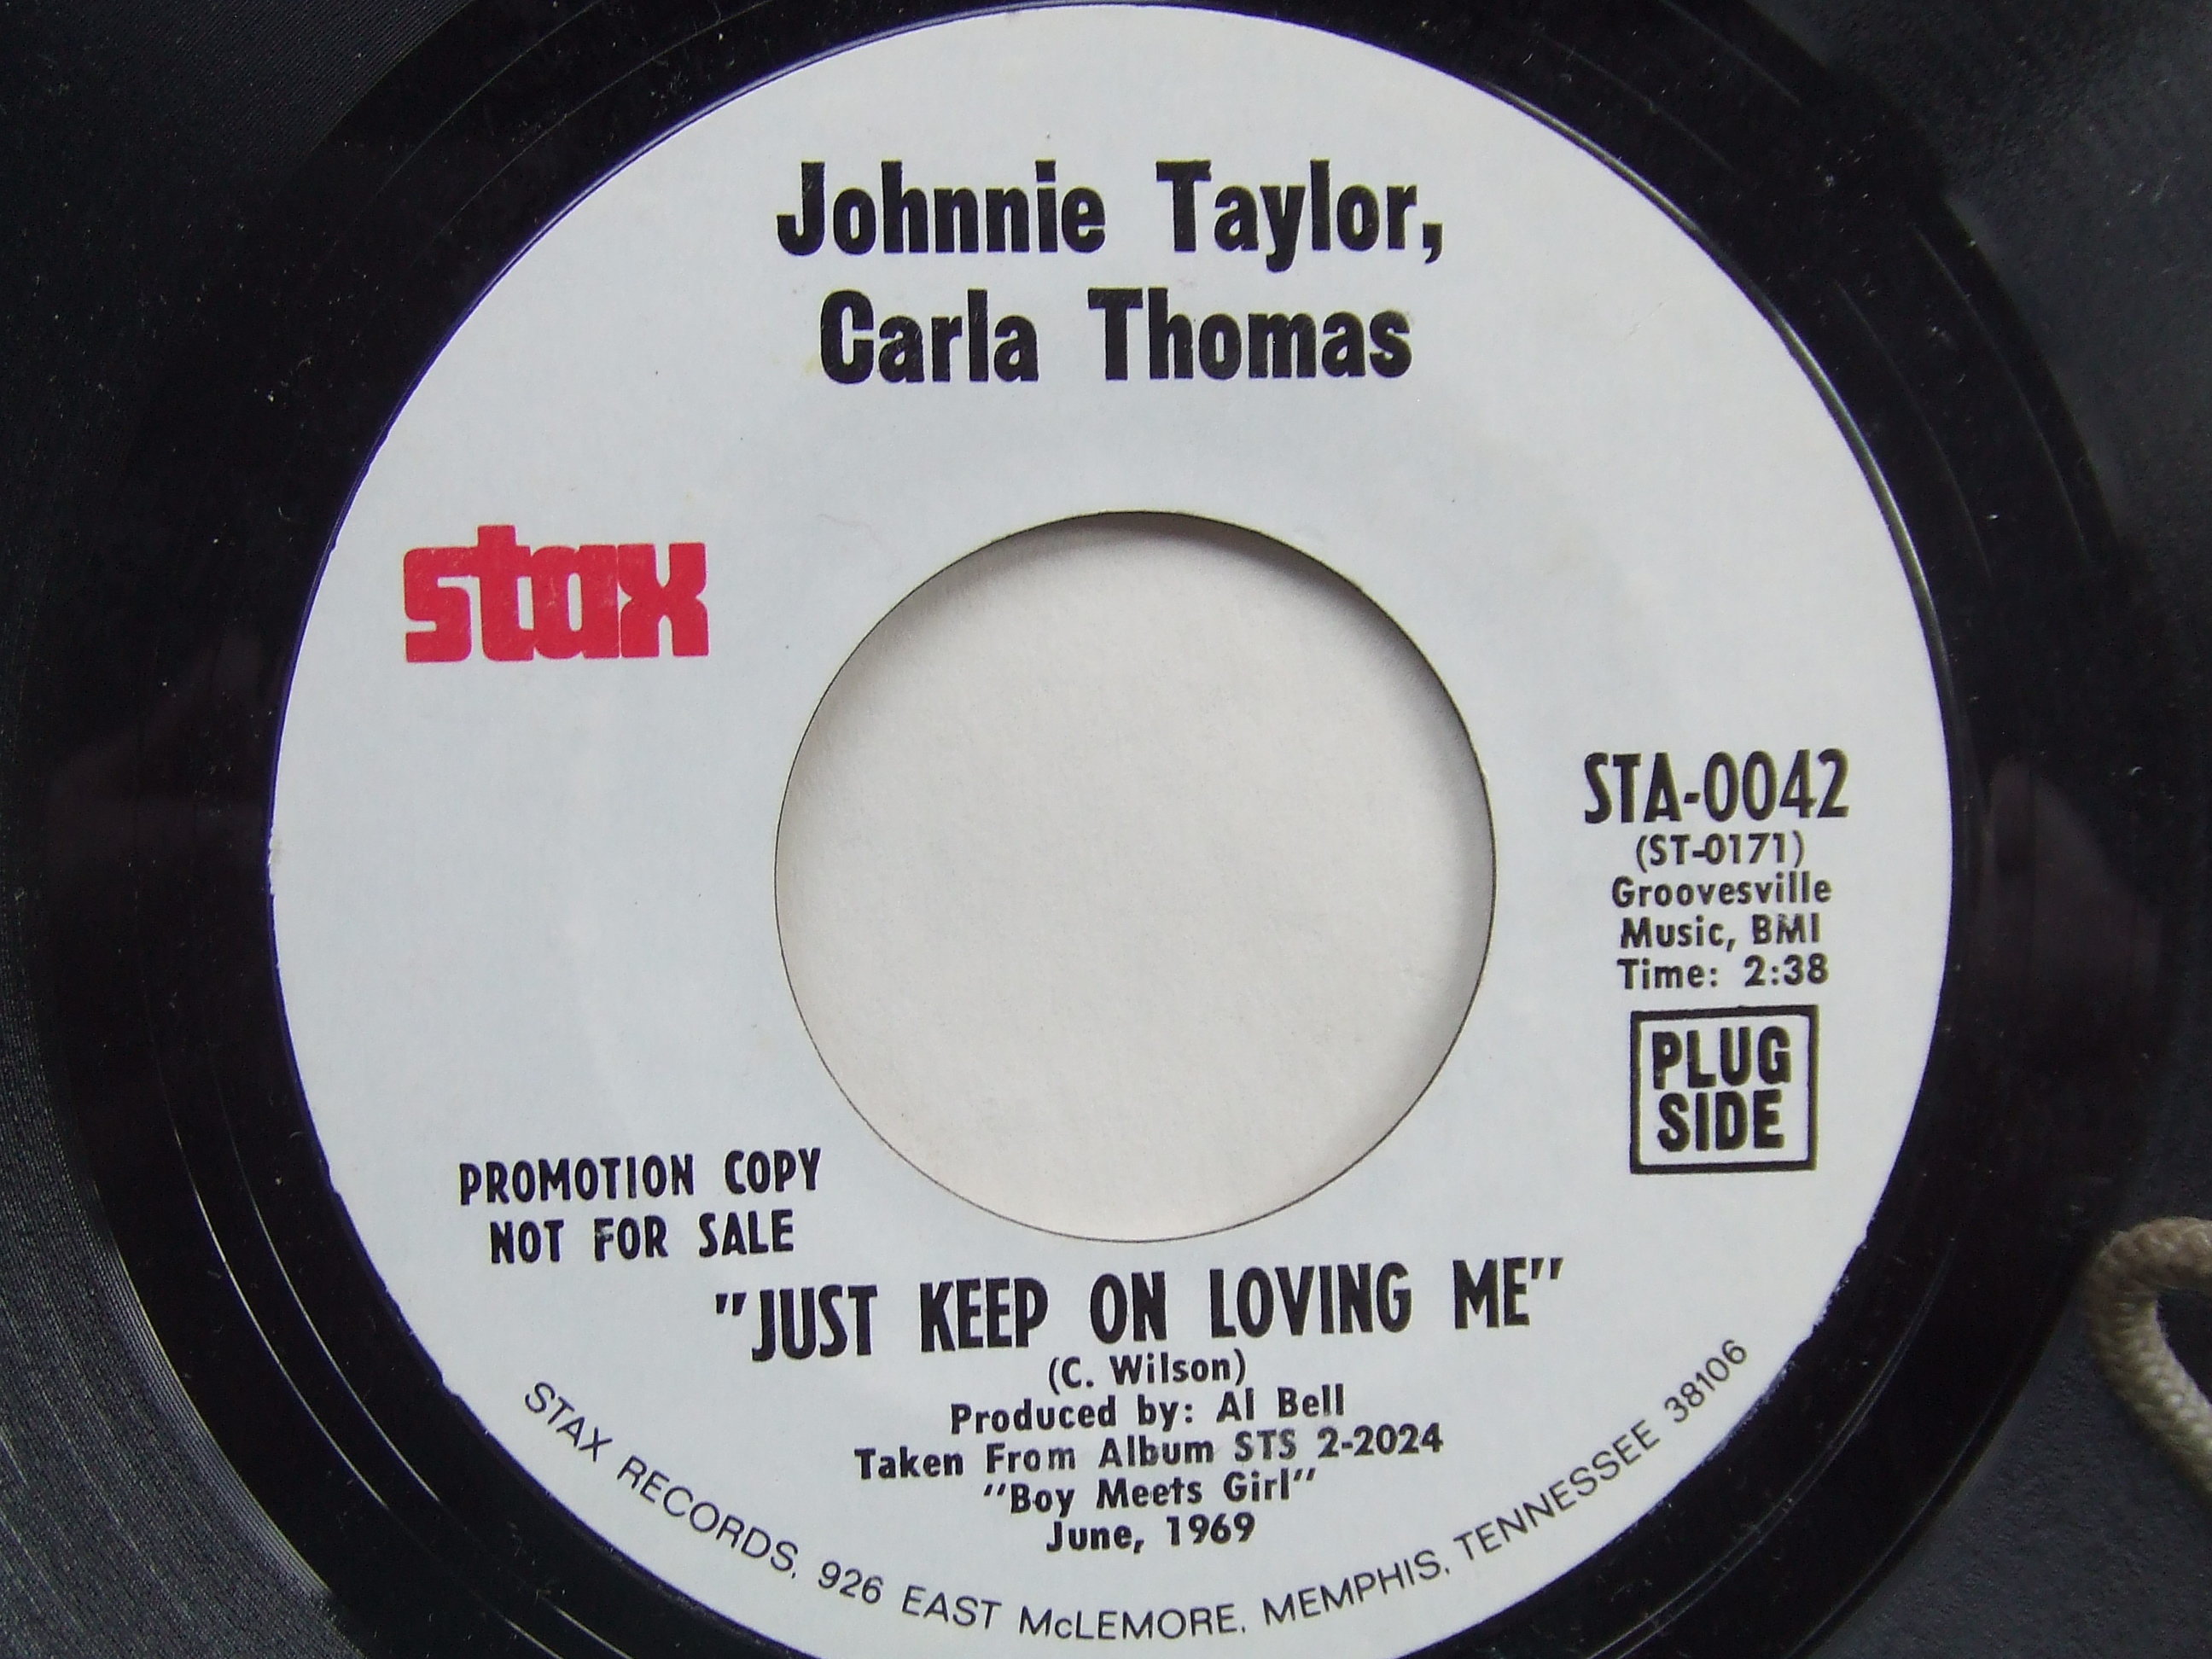 Johnnie Taylor,
Carla Thomas
stax
STA-0042
(ST-0171)
Groovesville
Music, BMI
Time: 2:38
PLUG
SIDE
PROMOTION COPY
NOT FOR SALE
"JUST KEEP ON LOVING ME"
(C. Wilson)
Produced by: Al Bell
Taken From Album STS 2-2024
"Boy Meets Girl"
June, 1969
STAX RECORDS, 926 EAST McLEMORE, MEMPHIS, TENNESSEE 38106